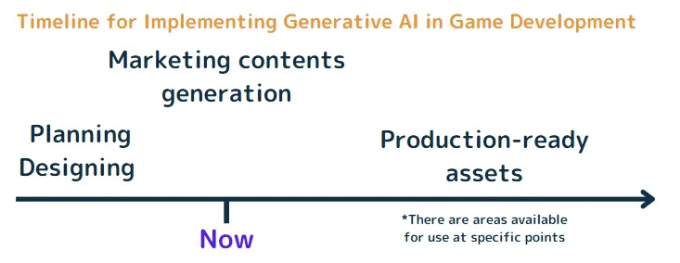 Timeline for Implementing Generative AI in Game Development
Marketing contents
generation
Planning
Designing
Production-ready
assets
Now
*There are areas available
for use at specific points